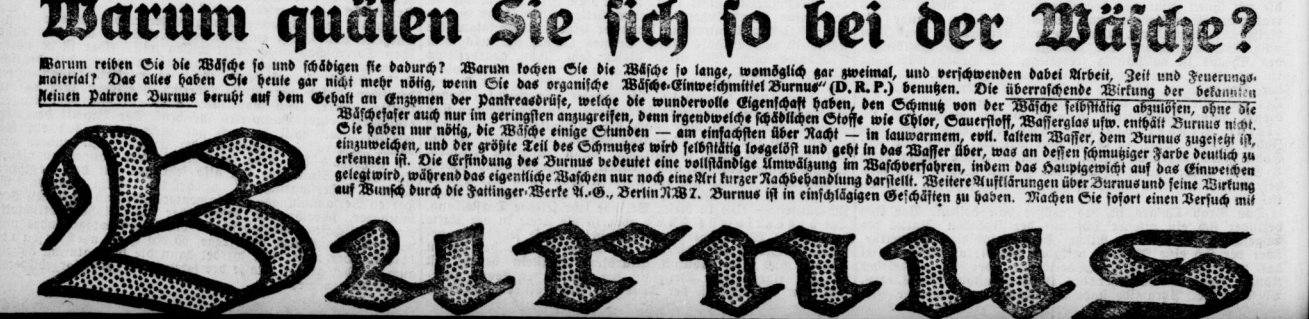 Warum quälen Sie sich so bei der Wäsche?
Warum reiben Sie die Wäsche so und schädigen sie dadurch? Warum kochen Sie die Wäsche so lange, womöglich gar zweimal, und verschwenden dabei Arbeit, Zeit und Feuerungs-
material? Das alles haben Sie heute gar nicht mehr nötig, wenn Sie das organische Wäsche-Einweichmittel Burnus" (D. R. P.) benutzen. Die überraschende Wirkung der bekannten
kleinen Patrone Burnus beruht auf dem Gehalt an Enzymen der Pankreasdrüse, welche die wundervolle Eigenschaft haben, den Schmutz von der Wäsche selbsttätig abzulösen, ohne die
Wäschefaser auch nur im geringsten anzugreifen, denn irgendwelche schädlichen Stoffe wie Chlor, Sauerstoff, Wasserglas usw. enthält Burnus nicht.
Sie haben nur nötig, die Wäsche einige Stunden — am einfachsten über Nacht — in lauwarmem, evtl. kaltem Wasser, dem Burnus zugesetzt ist,
einzuweichen, und der größte Teil des Schmutzes wird selbsttätig losgelöst und geht in das Wasser über, was an dessen schmutziger Farbe deutlich zu
erkennen ist. Die Erfindung des Burnus bedeutet eine vollständige Umwälzung im Waschverfahren, indem das Hauptgewicht auf das Einweichen
gelegt wird, während das eigentliche Waschen nur noch eine Art kurzer Nachbehandlung darstellt. Weitere Aufklärungen über Burnus und seine Wirkung
auf Wunsch durch die Fattinger-Werke A.-G., Berlin NW 7. Burnus ist in einschlägigen Geschäften zu haben. Machen Sie sofort einen Versuch mit
Burnus